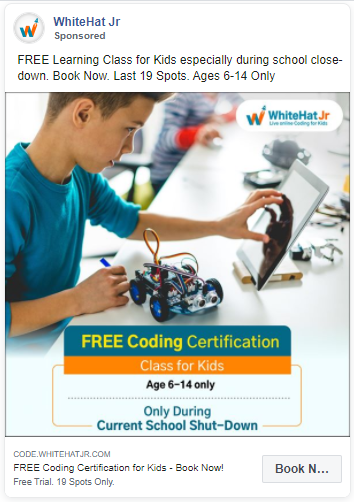 WhiteHat Jr
Sponsored
FREE Learning Class for Kids especially during school close-
down. Book Now. Last 19 Spots. Ages 6-14 Only
WhiteHat Jr
Live online Coding for Kids
FREE Coding Certification
Class for Kids
Age 6-14 only
Only During
Current School Shut-Down
CODE.WHITEHATJR.COM
FREE Coding Certification for Kids - Book Now!
Free Trial. 19 Spots Only.
Book N...